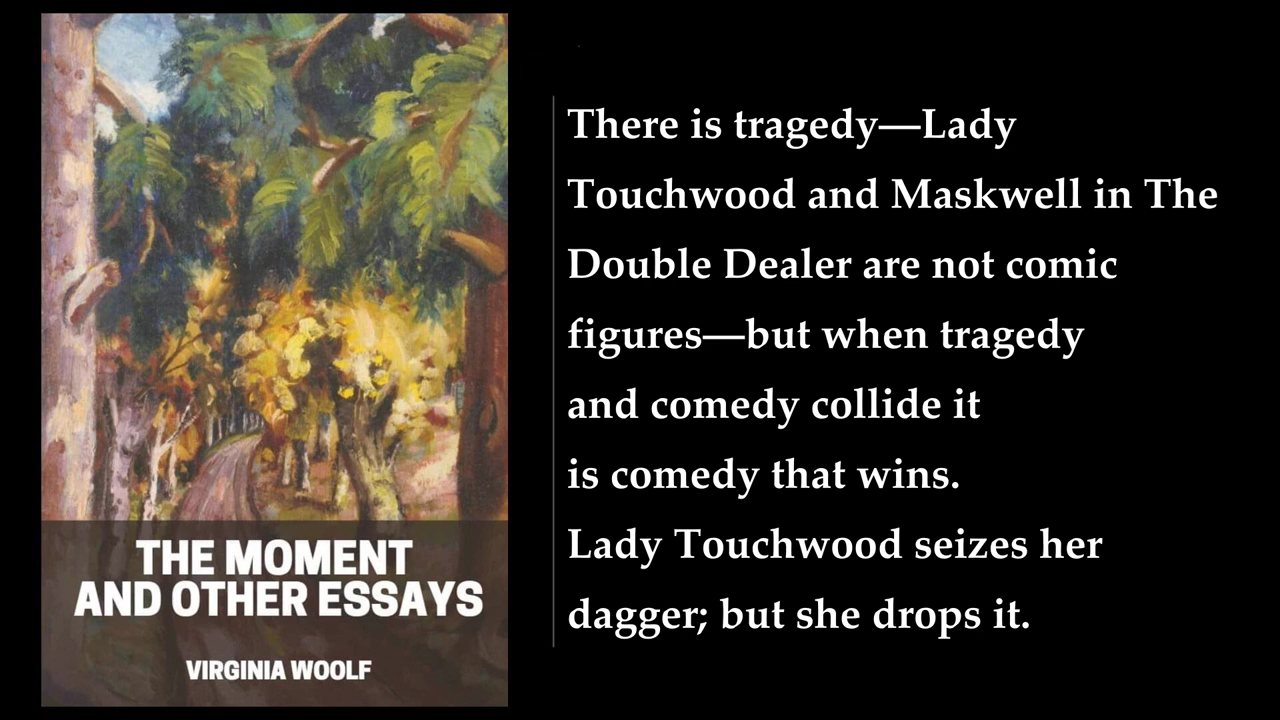 THE MOMENT
AND OTHER ESSAYS
VIRGINIA WOOLF
There is tragedy—Lady
Touchwood and Maskwell in The
Double Dealer are not comic
figures—but when tragedy
and comedy collide it
is comedy that wins.
Lady Touchwood seizes her
dagger; but she drops it.